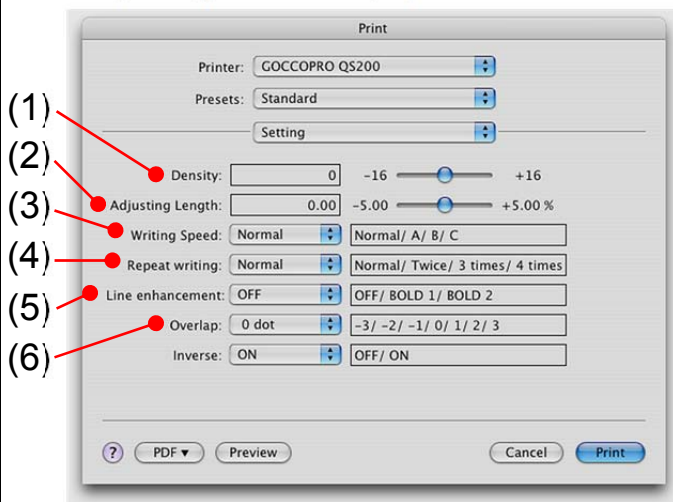 Print
Printer: GOCCOPRO QS200
Presets: Standard
Setting
(1) Density: 0 -16 +16
(2) Adjusting Length: 0.00 -5.00 +5.00 %
(3) Writing Speed: Normal Normal/ A/ B/ C
(4) Repeat writing: Normal Normal/ Twice/ 3 times/ 4 times
(5) Line enhancement: OFF OFF/ BOLD 1/ BOLD 2
(6) Overlap: 0 dot -3/ -2/ -1/ 0/ 1/ 2/ 3
Inverse: ON OFF/ ON
? PDF ▼ Preview Cancel Print